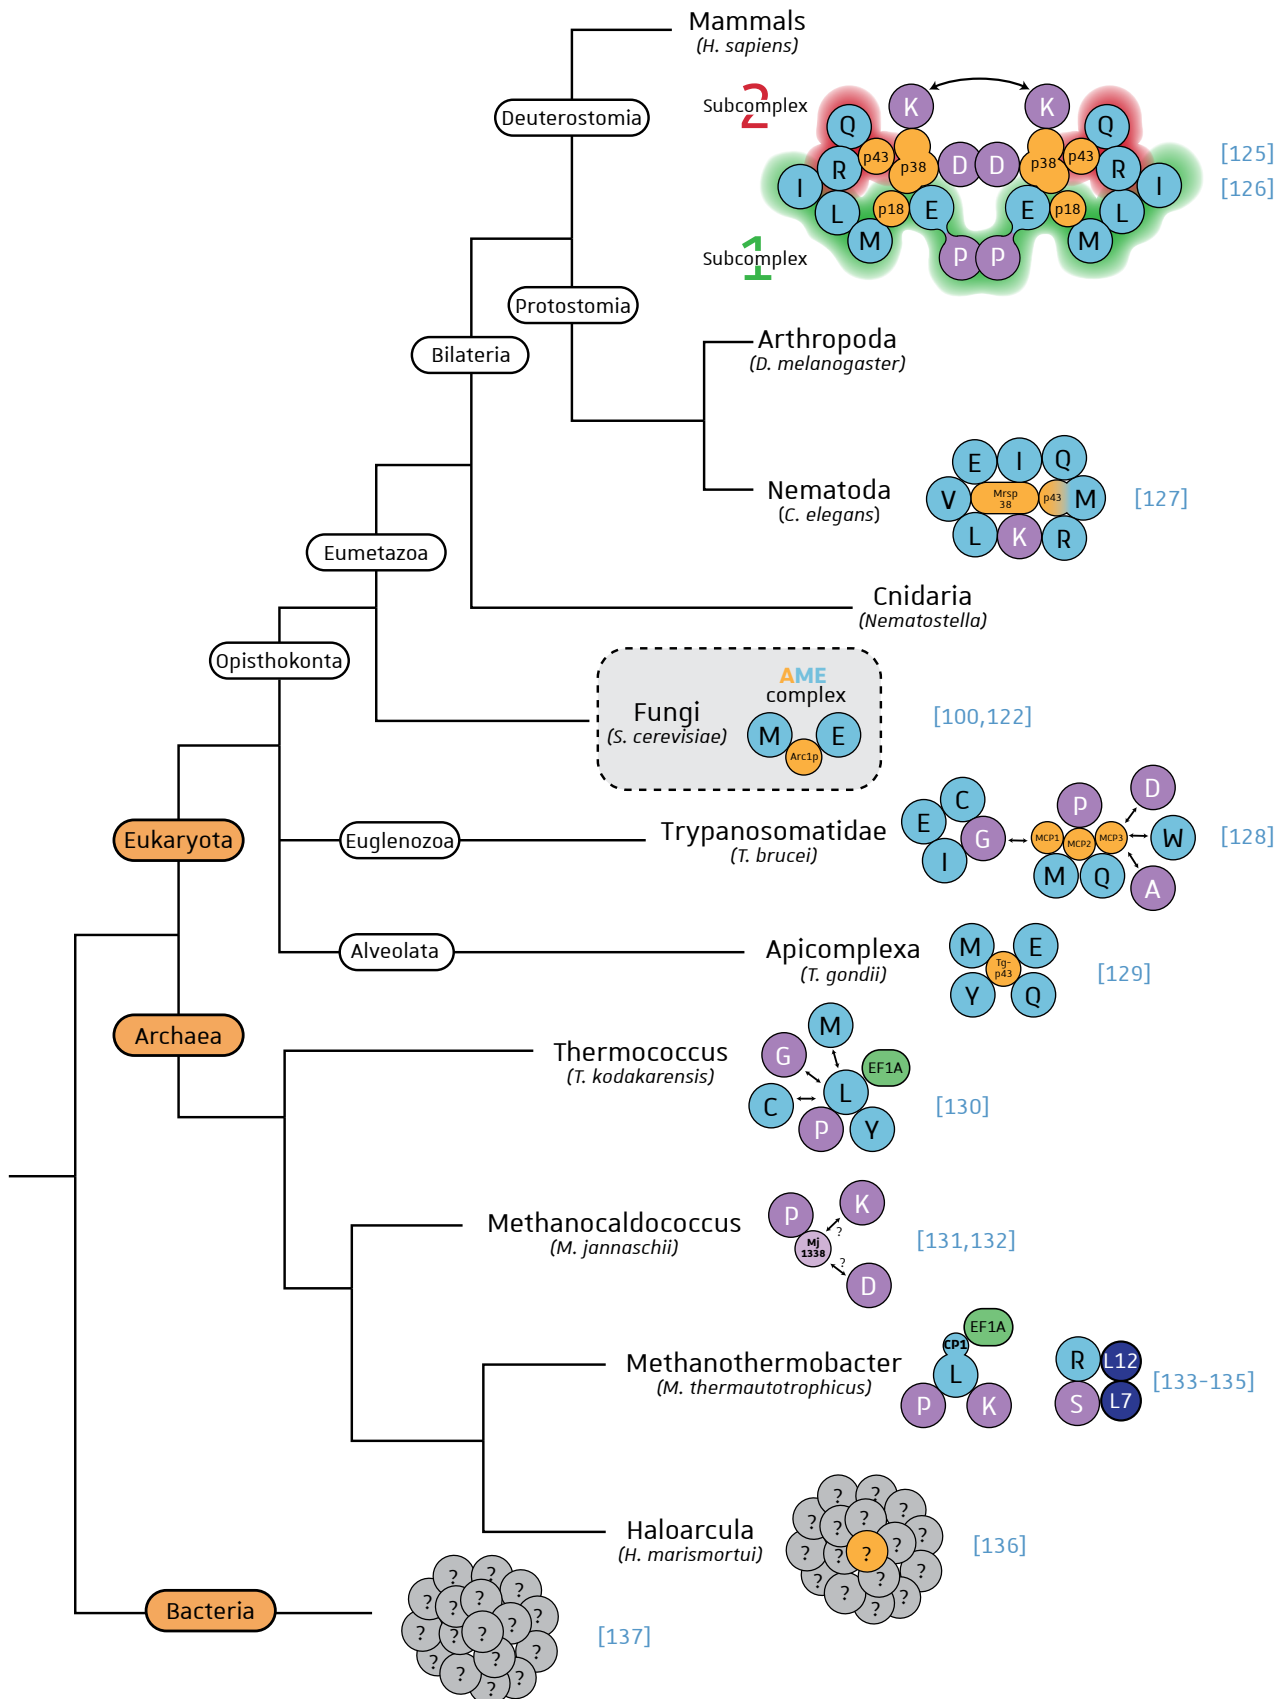 Mammals
(H. sapiens)
Deuterostomia
Subcomplex
2
K K
Q Q
p43 p38 D D p38 p43
R R
I I
L p18 E E p18 L
M M
P P
[125]
[126]
Subcomplex
1
Protostomia
Bilateria
Arthropoda
(D. melanogaster)
Nematoda
(C. elegans)
E I Q
V Mrsp
38 p43 M
L K R
[127]
Eumetazoa
Cnidaria
(Nematostella)
Opisthokonta
AME
complex
Fungi
(S. cerevisiae)
M E
Arc1p
[100,122]
Eukaryota
Euglenozoa
Trypanosomatidae
(T. brucei)
C
E
G
I
P
MCP1 MCP2 MCP3
M Q
D
W
A
[128]
Alveolata
Apicomplexa
(T. gondii)
M E
Tg-
p43
Y Q
[129]
Archaea
Thermococcus
(T. kodakarensis)
M
G
EF1A
L
C
P Y
[130]
Methanocaldococcus
(M. jannaschii)
P K
?
Mj
1338
?
D
[131,132]
Methanothermobacter
(M. thermautotrophicus)
EF1A
CP1
L
P K
R L12
S L7
[133-135]
Haloarcula
(H. marismortui)
? ?
? ? ?
? ?
? ? ? ?
? ? ?
? ?
?
[136]
Bacteria
? ?
? ? ? ?
? ?
? ? ? ?
? ? ?
? ?
[137]